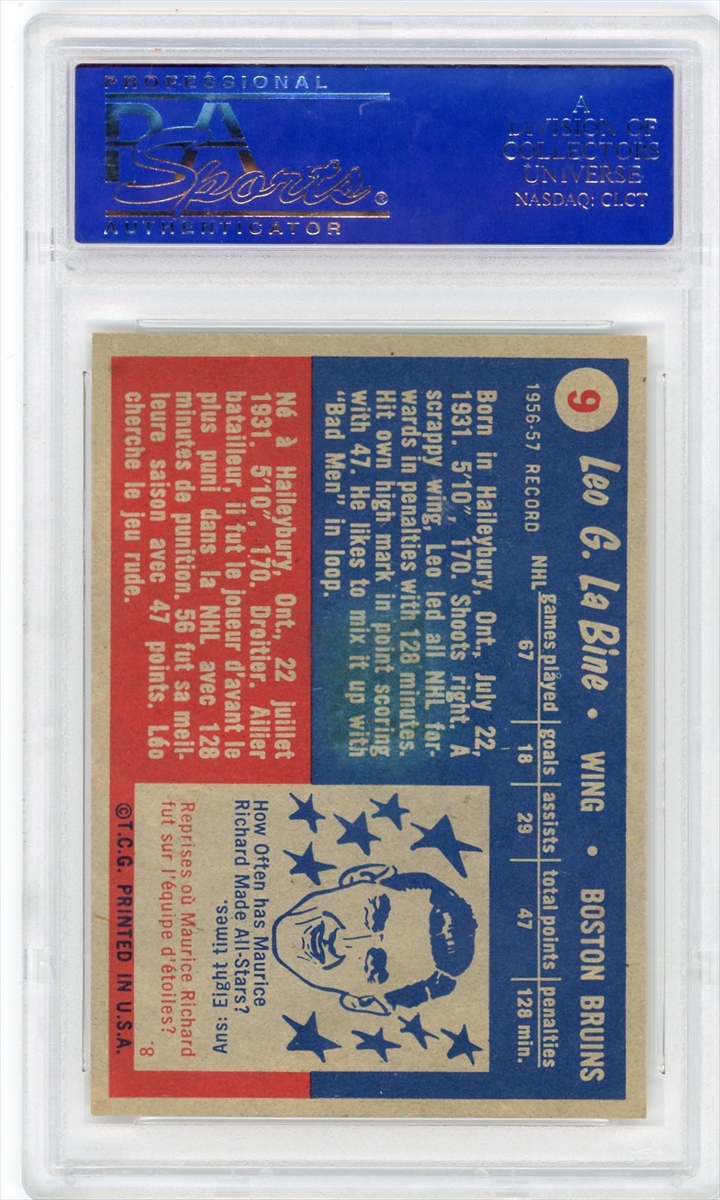 PROFESSIONAL
PSA
Sports®
AUTHENTICATOR
A
DIVISION OF
COLLECTORS
UNIVERSE
NASDAQ: CLCT
9 Leo G. La Bine • WING • BOSTON BRUINS
1956-57 RECORD games played goals assists total points penalties
NHL 67 18 29 47 128 min.
Born in Haileybury, Ont., July 22,
1931. 5'10", 170. Shoots right. A
scrappy wing, Leo led all NHL for-
wards in penalties with 128 minutes.
Hit own high mark in point scoring
with 47. He likes to mix it up with
"Bad Men" in loop.
Né à Haileybury, Ont., 22 juillet
1931. 5'10", 170. Droitier. Ailier
batailleur, il fut le joueur d'avant le
plus puni dans la NHL avec 128
minutes de punition. 56 fut sa meil-
leure saison avec 47 points. Léo
cherche le jeu rude.
How Often has Maurice
Richard Made All-Stars?
Ans: Eight times.
Reprises où Maurice Richard
fut sur l'équipe d'étoiles?
'8
©T.C.G. PRINTED IN U.S.A.